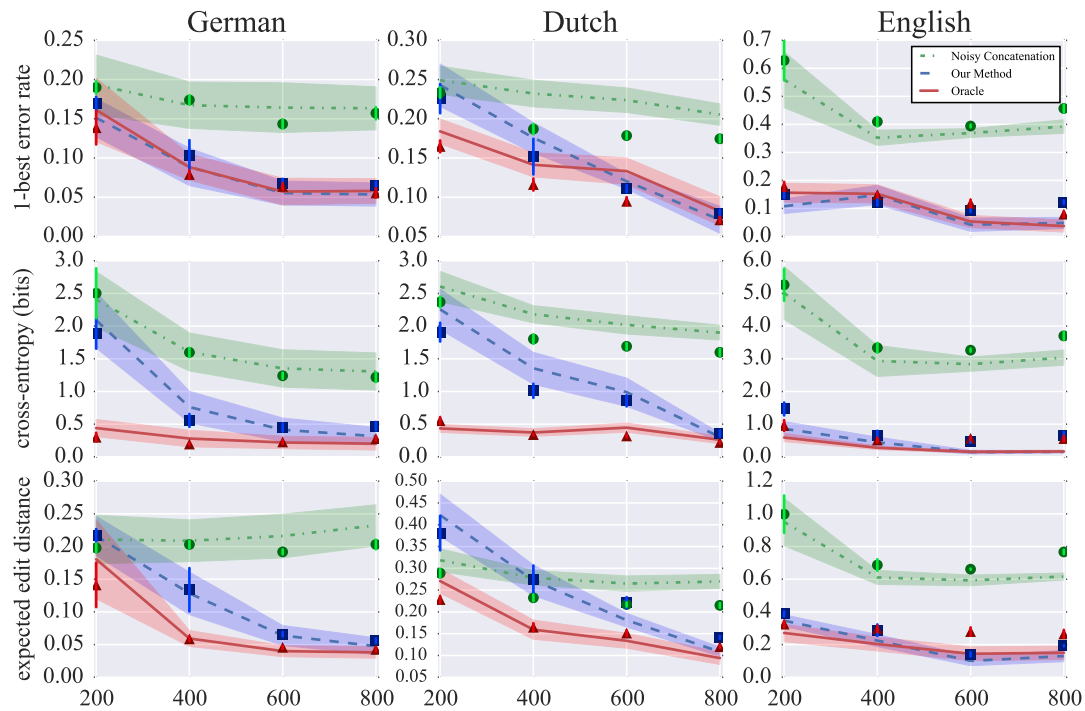 German Dutch English
1-best error rate
0.25 0.20 0.15 0.10 0.05 0.00
0.30 0.25 0.20 0.15 0.10 0.05
0.7 0.6 0.5 0.4 0.3 0.2 0.1 0.0
Noisy Concatenation
Our Method
Oracle
cross-entropy (bits)
3.0 2.5 2.0 1.5 1.0 0.5 0.0
3.0 2.5 2.0 1.5 1.0 0.5 0.0
6.0 5.0 4.0 3.0 2.0 1.0 0.0
expected edit distance
0.30 0.25 0.20 0.15 0.10 0.05 0.00
0.50 0.45 0.40 0.35 0.30 0.25 0.20 0.15 0.10 0.05
1.2 1.0 0.8 0.6 0.4 0.2 0.0
200 400 600 800 200 400 600 800 200 400 600 800